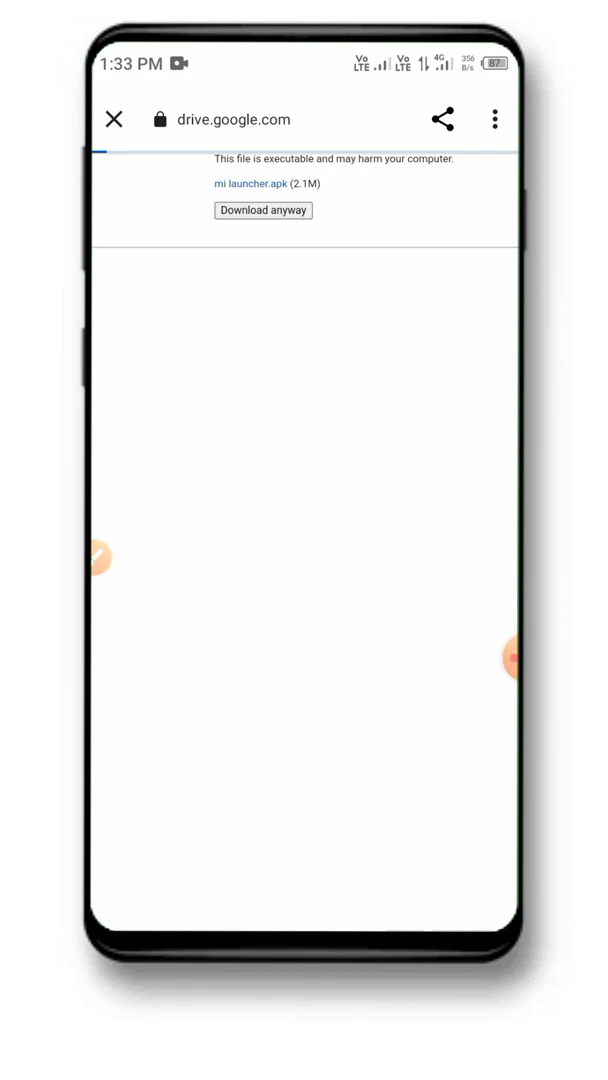 1:33 PM
Vo LTE Vo LTE 4G 356 B/s 87
drive.google.com
This file is executable and may harm your computer.
mi launcher.apk (2.1M)
Download anyway